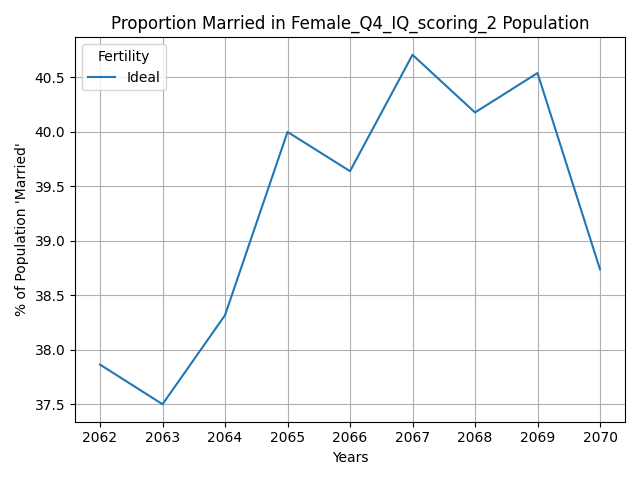 Proportion Married in Female_Q4_IQ_scoring_2 Population
Fertility
Ideal
% of Population 'Married'
40.5
40.0
39.5
39.0
38.5
38.0
37.5
2062 2063 2064 2065 2066 2067 2068 2069 2070
Years